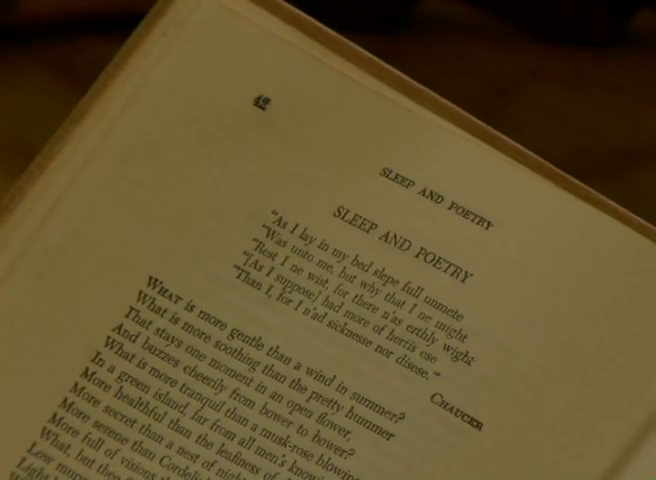 42
SLEEP AND POETRY
SLEEP AND POETRY
"As I lay in my bed slepe full unmete
"Was unto me, but why that I ne might
"Rest I ne wist, for there n'as erthly wight
"[As I suppose] had more of hertis ese
"Than I, for I n'ad sicknesse nor disese."
CHAUCER
WHAT is more gentle than a wind in summer?
What is more soothing than the pretty hummer
That stays one moment in an open flower,
And buzzes cheerily from bower to bower?
What is more tranquil than a musk-rose blowing
In a green island, far from all men's knowing
More healthful than the leafiness of
More secret than a nest of
More serene than Cordelia
More full of visions
What, but thee
Low
Light